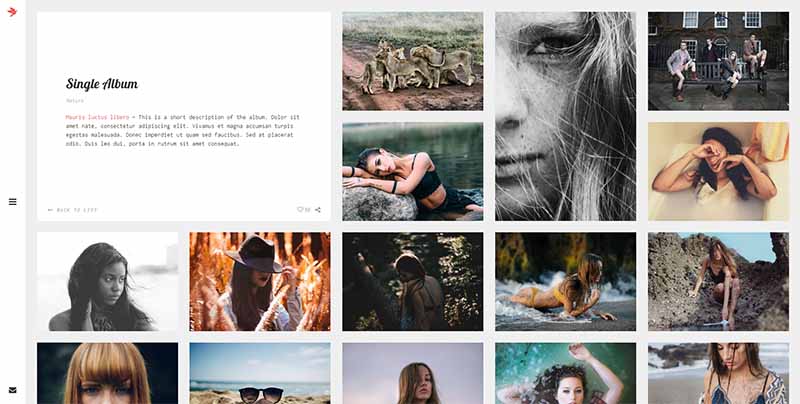 Single Album
Nature
Mauris luctus libero – This is a short description of the album. Dolor sit
amet nate, consectetur adipiscing elit. Vivamus et magna accumsan turpis
egestas malesuada. Donec imperdiet ut quam sed faucibus. Sed at placerat
odio. Duis leo dui, porta in rutrum sit amet consequat.
← BACK TO LIST